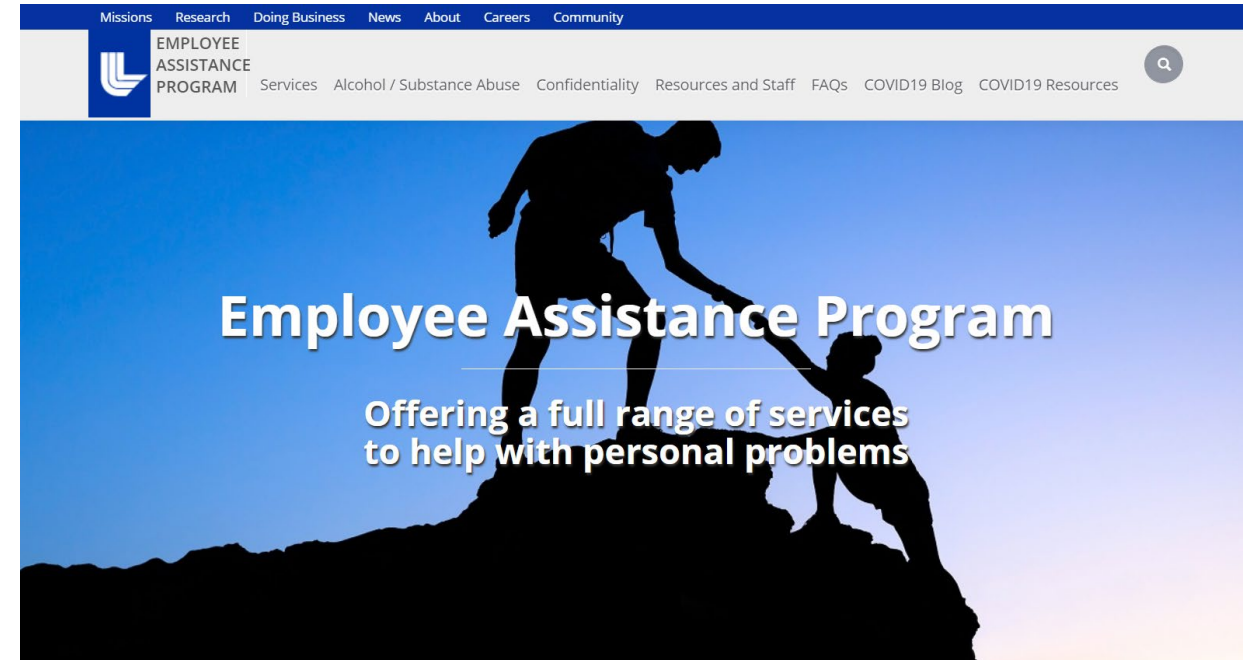 Missions Research Doing Business News About Careers Community
EMPLOYEE
ASSISTANCE
PROGRAM
Services Alcohol / Substance Abuse Confidentiality Resources and Staff FAQs COVID19 Blog COVID19 Resources
Employee Assistance Program
Offering a full range of services
to help with personal problems